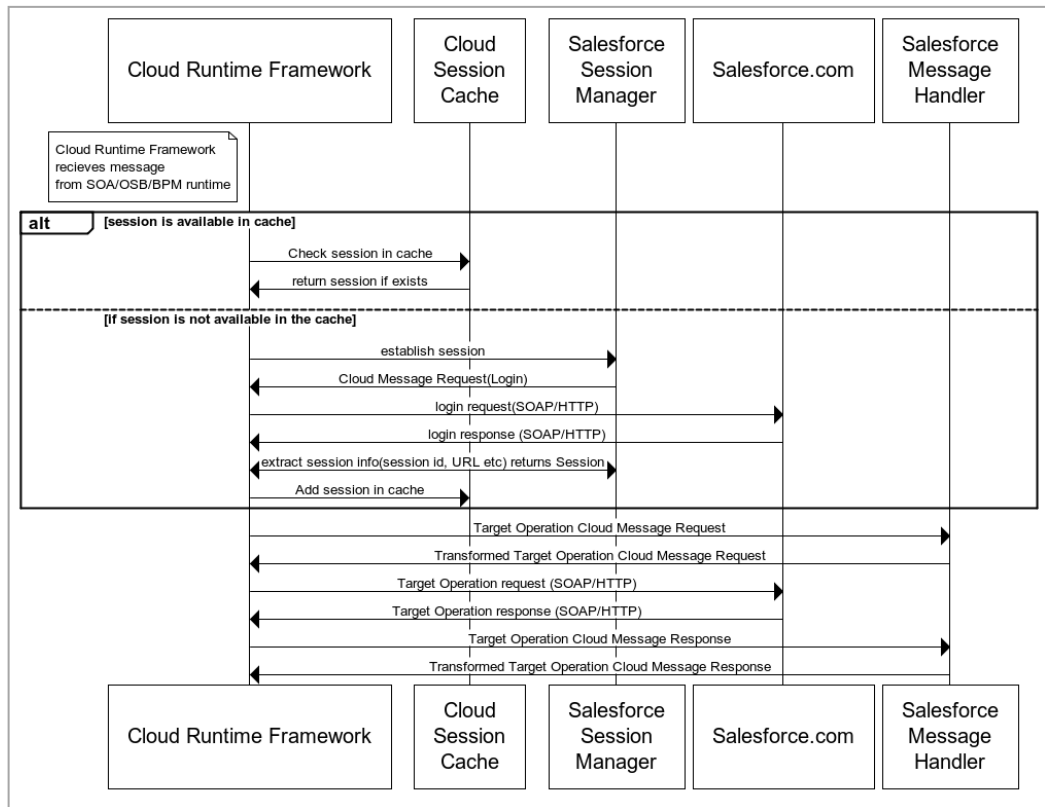 Cloud Runtime Framework
Cloud
Session
Cache
Salesforce
Session
Manager
Salesforce.com
Salesforce
Message
Handler
Cloud Runtime Framework
recieves message
from SOA/OSB/BPM runtime
alt
[session is available in cache]
Check session in cache
return session if exists
[if session is not available in the cache]
establish session
Cloud Message Request(Login)
login request(SOAP/HTTP)
login response (SOAP/HTTP)
extract session info(session id, URL etc) returns Session
Add session in cache
Target Operation Cloud Message Request
Transformed Target Operation Cloud Message Request
Target Operation request (SOAP/HTTP)
Target Operation response (SOAP/HTTP)
Target Operation Cloud Message Response
Transformed Target Operation Cloud Message Response
Cloud Runtime Framework
Cloud
Session
Cache
Salesforce
Session
Manager
Salesforce.com
Salesforce
Message
Handler